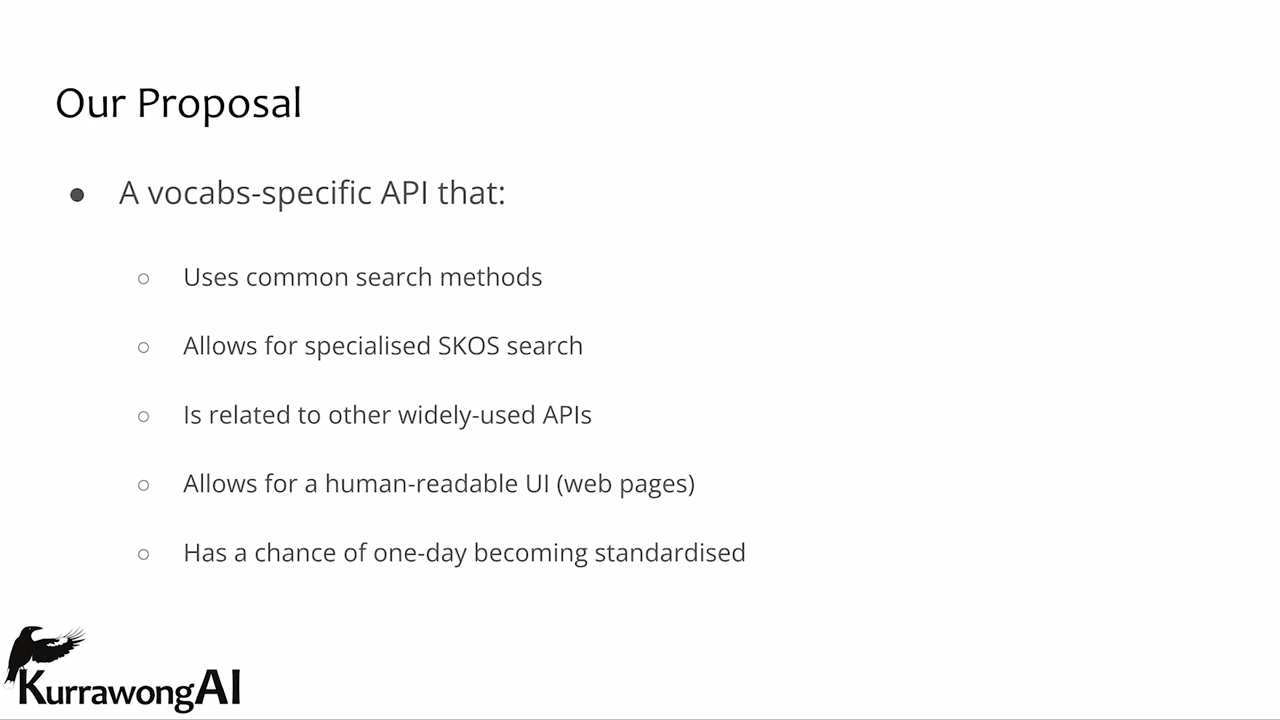 Our Proposal
● A vocabs-specific API that:
○ Uses common search methods
○ Allows for specialised SKOS search
○ Is related to other widely-used APIs
○ Allows for a human-readable UI (web pages)
○ Has a chance of one-day becoming standardised
KurrawongAI